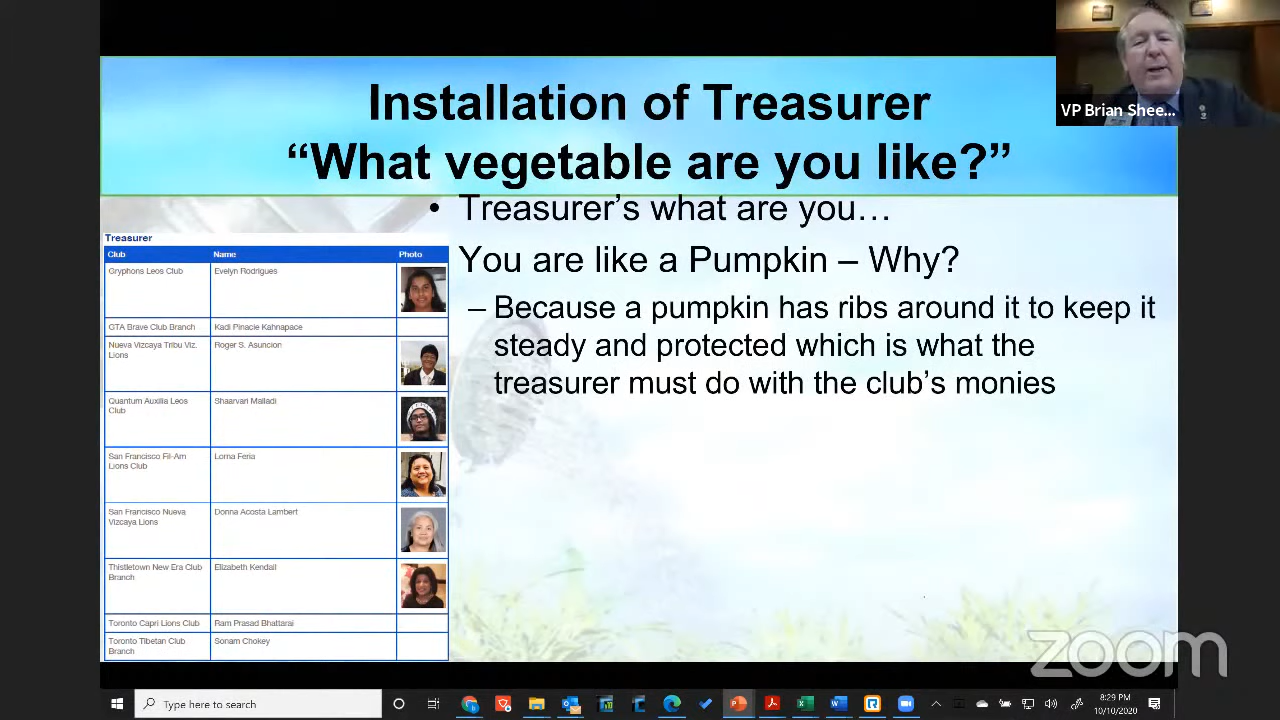 Installation of Treasurer
“What vegetable are you like?”
VP Brian Shee...
• Treasurer’s what are you…
You are like a Pumpkin – Why?
– Because a pumpkin has ribs around it to keep it
steady and protected which is what the
treasurer must do with the club’s monies
Treasurer
Club Name Photo
Gryphons Leos Club Evelyn Rodrigues
GTA Brave Club Branch Kadi Pinacie Kahnapace
Nueva Vizcaya Tribu Viz. Roger S. Asuncion
Lions
Quantum Auxilia Leos Shaarvari Malladi
Club
San Francisco Fil-Am Lorna Feria
Lions Club
San Francisco Nueva Donna Acosta Lambert
Vizcaya Lions
Thistletown New Era Club Elizabeth Kendall
Branch
Toronto Capri Lions Club Ram Prasad Bhattarai
Toronto Tibetan Club Sonam Chokey
Branch
zoom
Type here to search
8:29 PM
10/10/2020